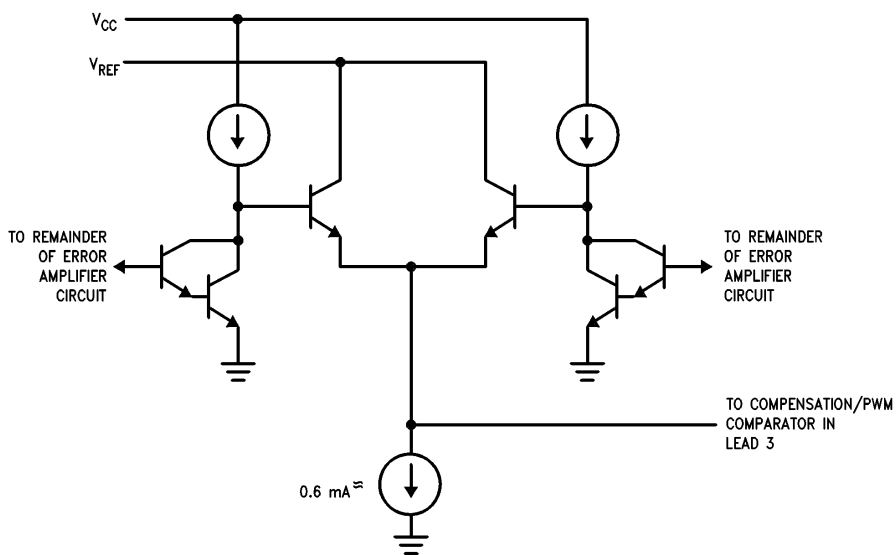 VCC
VREF
TO REMAINDER
OF ERROR
AMPLIFIER
CIRCUIT
TO REMAINDER
OF ERROR
AMPLIFIER
CIRCUIT
TO COMPENSATION/PWM
COMPARATOR IN
LEAD 3
0.6 mA≈